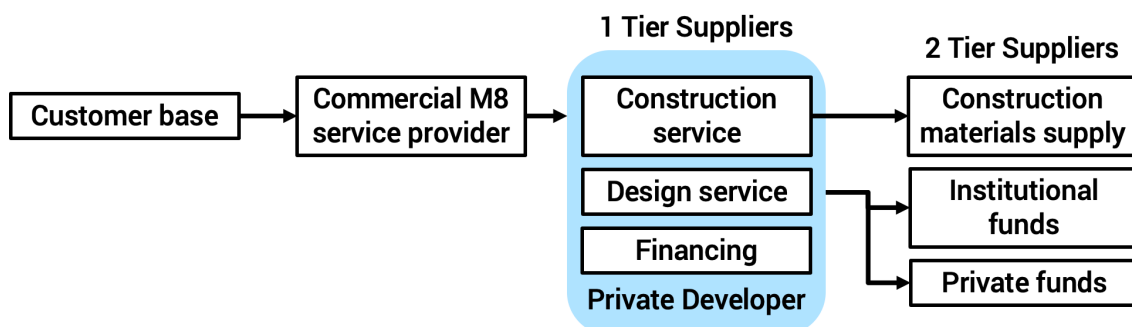 1 Tier Suppliers
2 Tier Suppliers
Customer base
Commercial M8
service provider
Construction
service
Design service
Financing
Private Developer
Construction
materials supply
Institutional
funds
Private funds